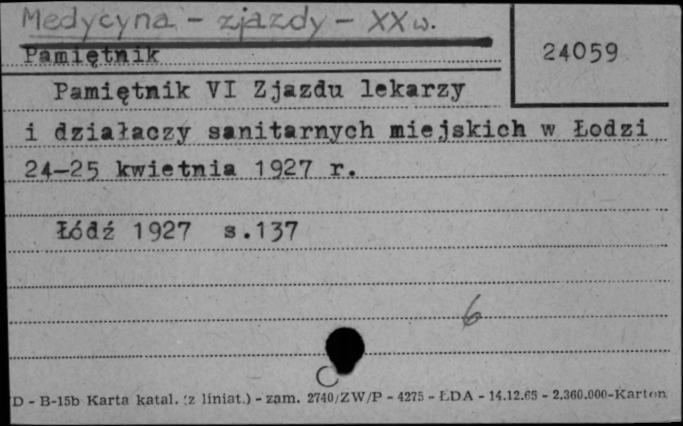 Medycyna - zjazdy - XX w.
Pamiętnik
24059
Pamiętnik VI Zjazdu lekarzy
i działaczy sanitarnych miejskich w Łodzi
24-25 kwietnia 1927 r.
Łódź 1927 s.137
6
D - B-15b Karta katal. (z liniat.) - zam. 2740/ZW/P - 4275 - ŁDA - 14.12.65 - 2.360.000-Karton